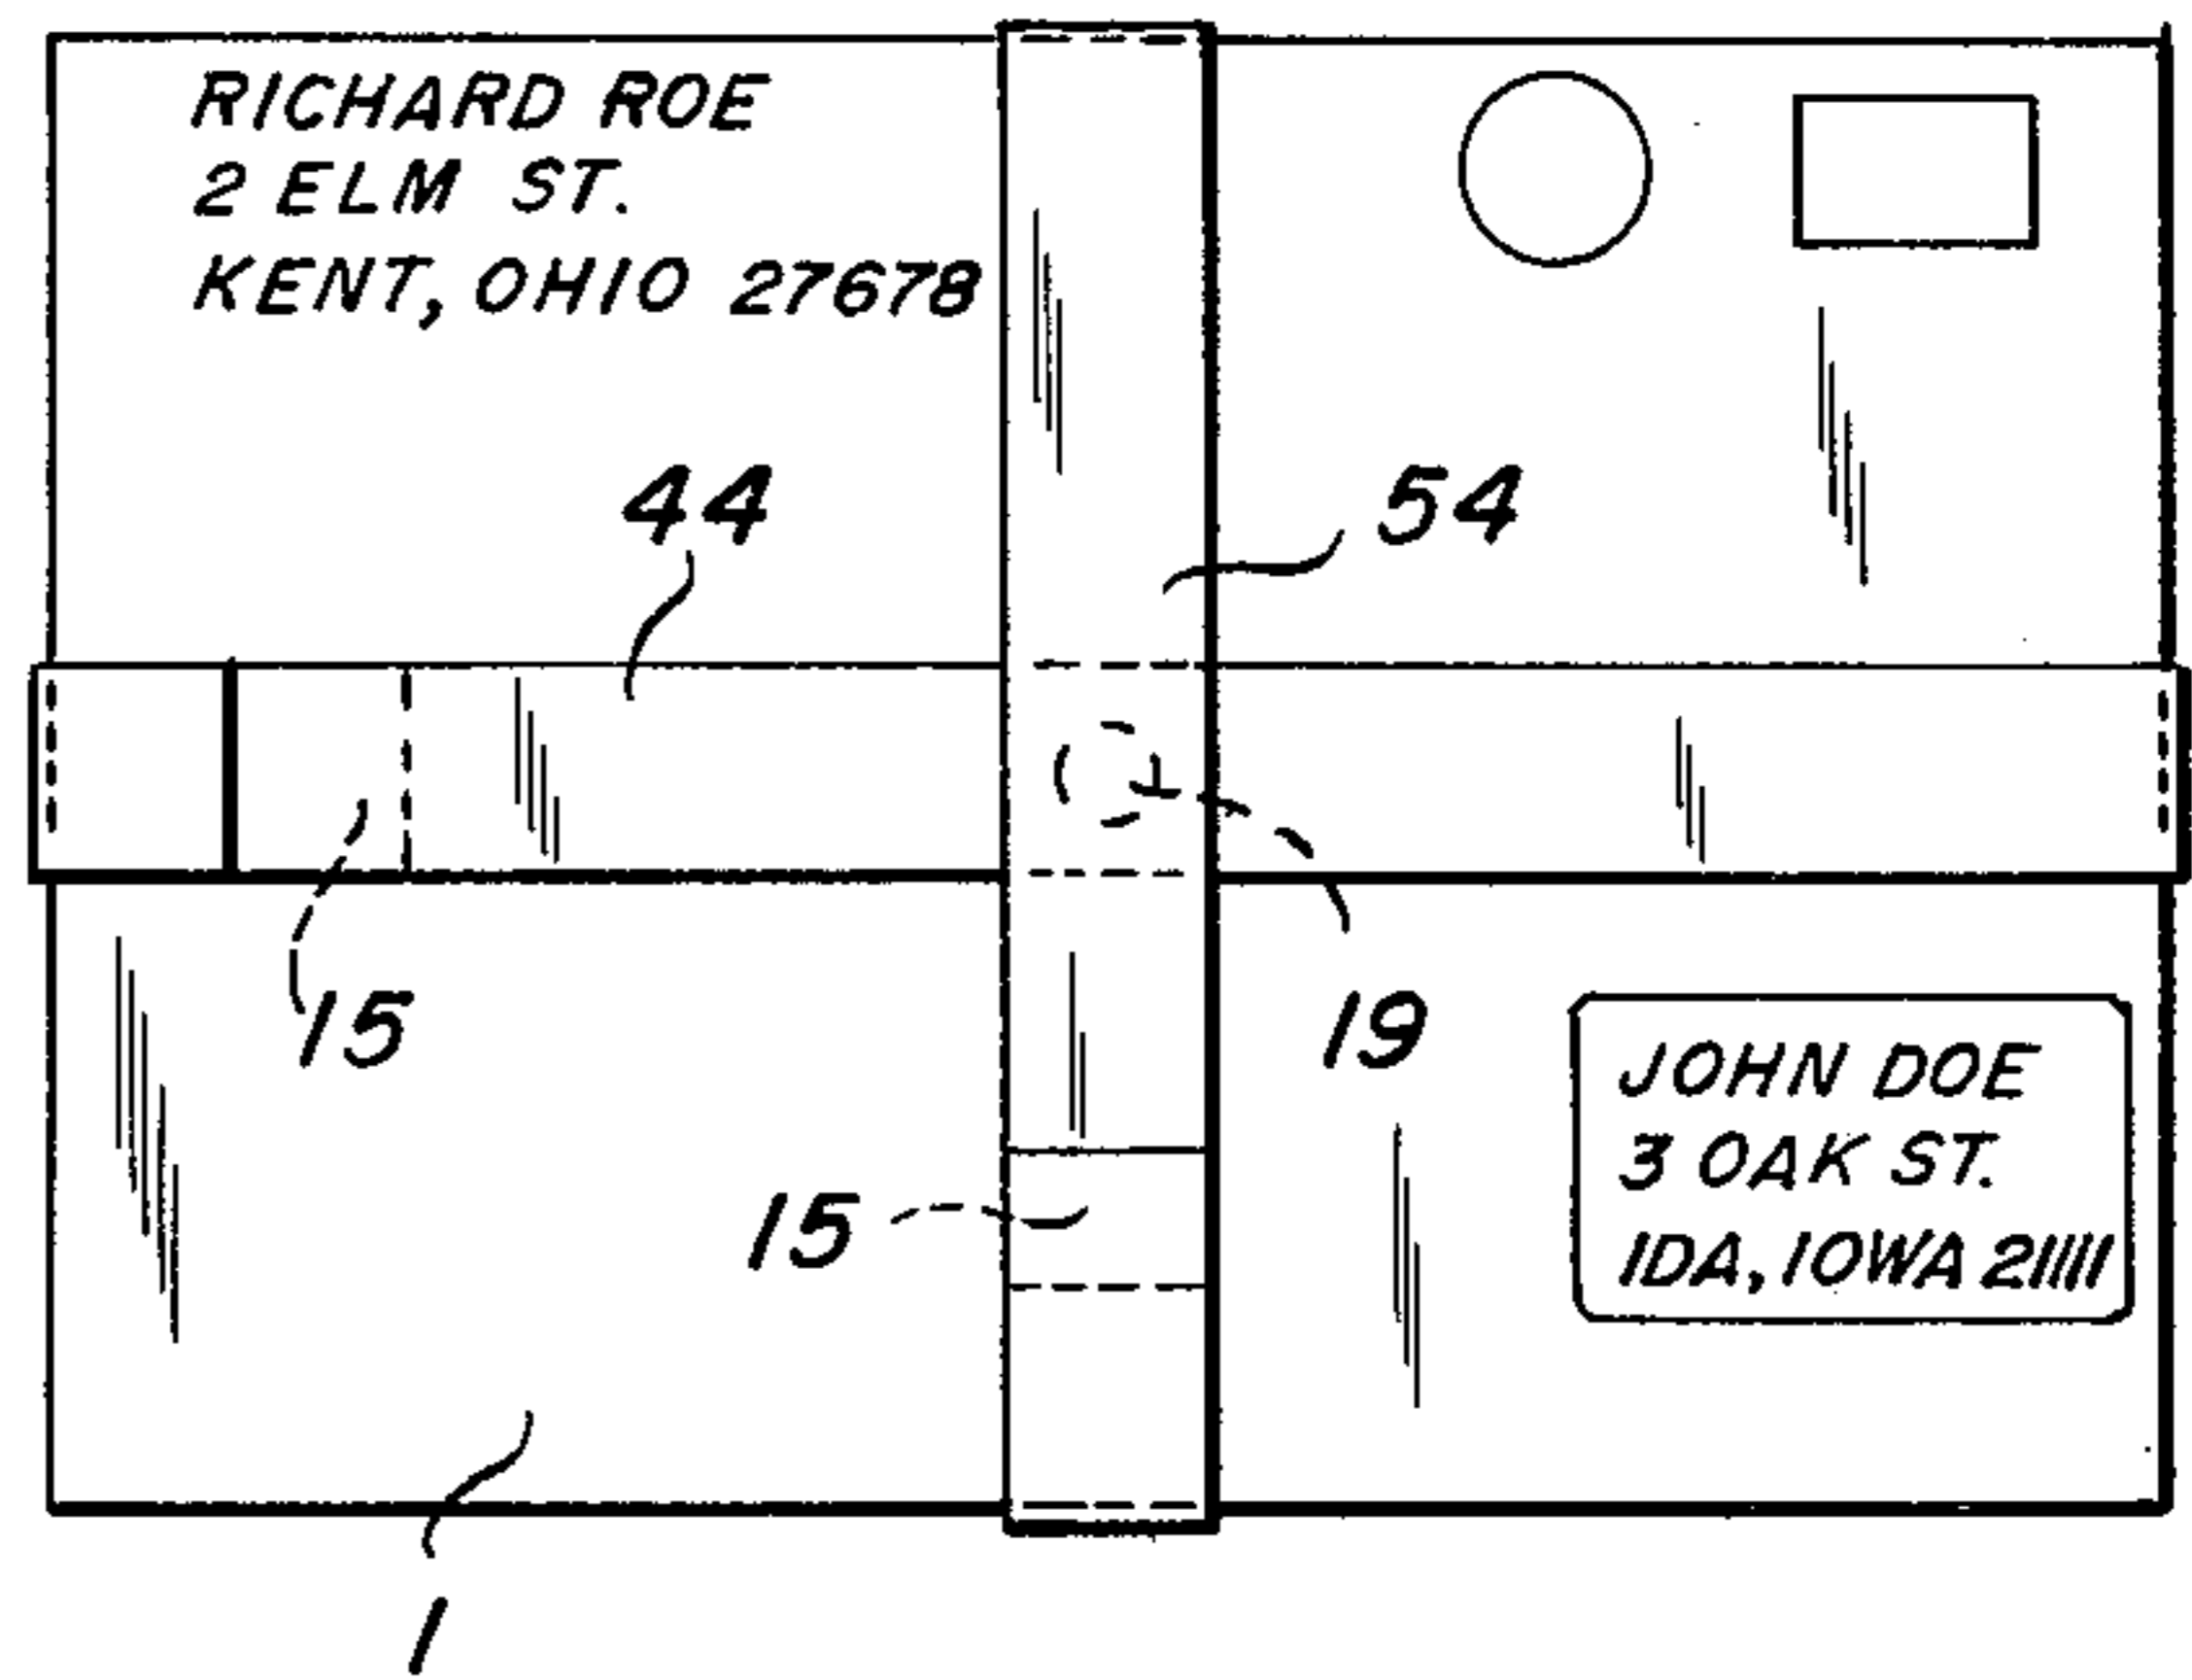 RICHARD ROE
2 ELM ST.
KENT, OHIO 27678
44
54
15
19
JOHN DOE
3 OAK ST.
IDA, IOWA 21111
15
1